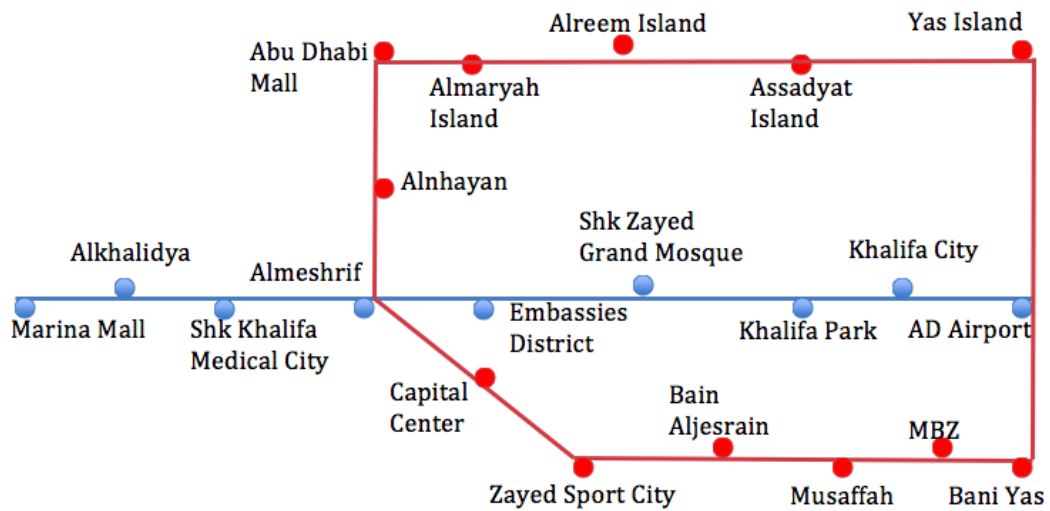 Alreem Island
Yas Island
Abu Dhabi
Mall
Almaryah
Island
Assadyat
Island
Alnhayan
Shk Zayed
Grand Mosque
Alkhalidya
Almeshrif
Khalifa City
Marina Mall
Shk Khalifa
Medical City
Embassies
District
Khalifa Park
AD Airport
Capital
Center
Bain
Aljesrain
MBZ
Zayed Sport City
Musaffah
Bani Yas